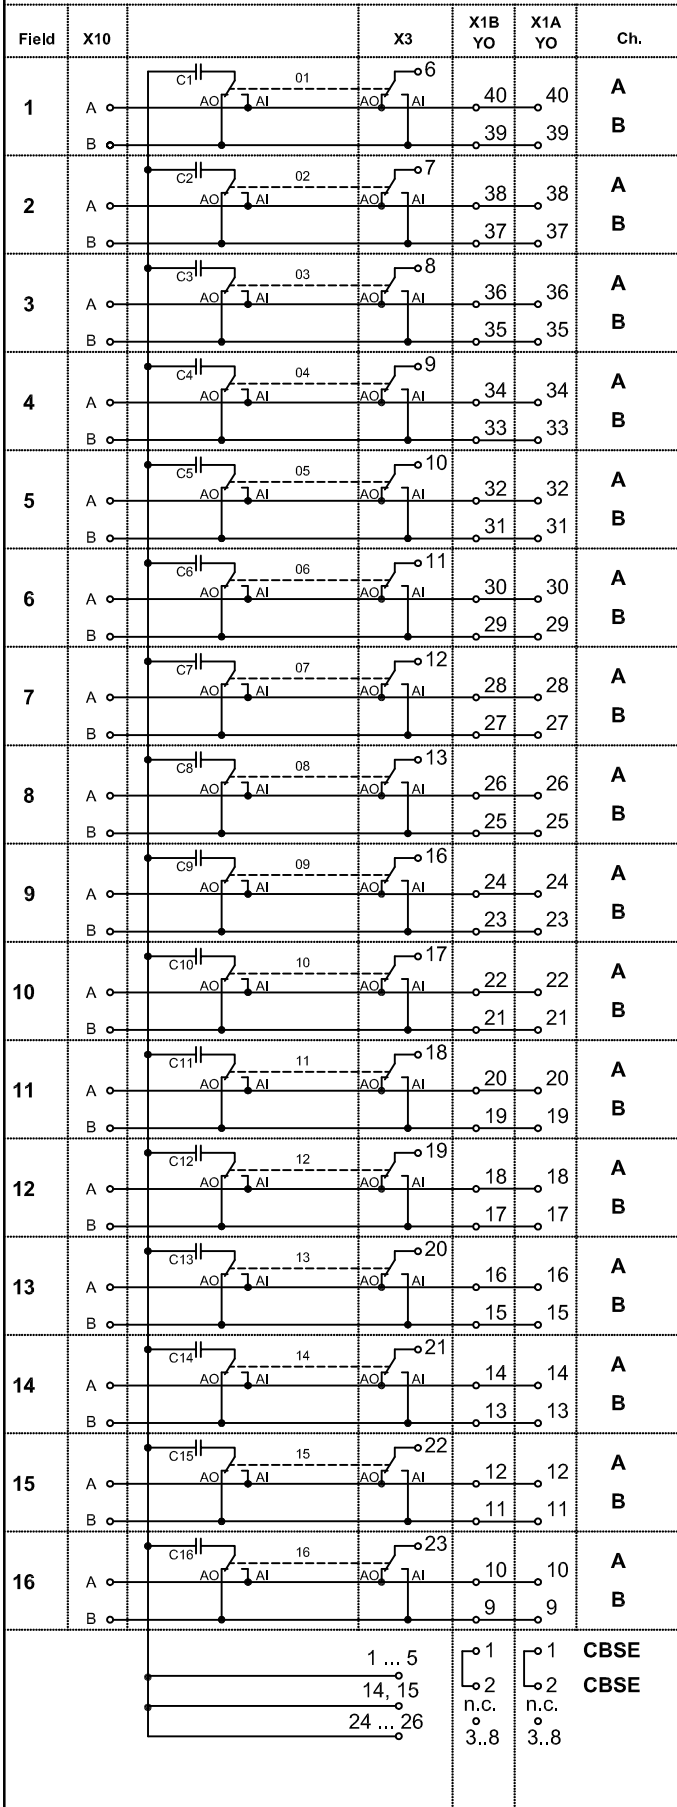 Field X10 X3 X1B YO X1A YO Ch.
C1 01 6 A
1 A AO AI AO AI 40 40
B 39 39 B
C2 02 7 A
2 A AO AI AO AI 38 38
B 37 37 B
C3 03 8 A
3 A AO AI AO AI 36 36
B 35 35 B
C4 04 9 A
4 A AO AI AO AI 34 34
B 33 33 B
C5 05 10 A
5 A AO AI AO AI 32 32
B 31 31 B
C6 06 11 A
6 A AO AI AO AI 30 30
B 29 29 B
C7 07 12 A
7 A AO AI AO AI 28 28
B 27 27 B
C8 08 13 A
8 A AO AI AO AI 26 26
B 25 25 B
C9 09 16 A
9 A AO AI AO AI 24 24
B 23 23 B
C10 10 17 A
10 A AO AI AO AI 22 22
B 21 21 B
C11 11 18 A
11 A AO AI AO AI 20 20
B 19 19 B
C12 12 19 A
12 A AO AI AO AI 18 18
B 17 17 B
C13 13 20 A
13 A AO AI AO AI 16 16
B 15 15 B
C14 14 21 A
14 A AO AI AO AI 14 14
B 13 13 B
C15 15 22 A
15 A AO AI AO AI 12 12
B 11 11 B
C16 16 23 A
16 A AO AI AO AI 10 10
B 9 9 B
1 ... 5 1 1 CBSE
14, 15 2 2 CBSE
n.c. n.c.
24 ... 26 3..8 3..8